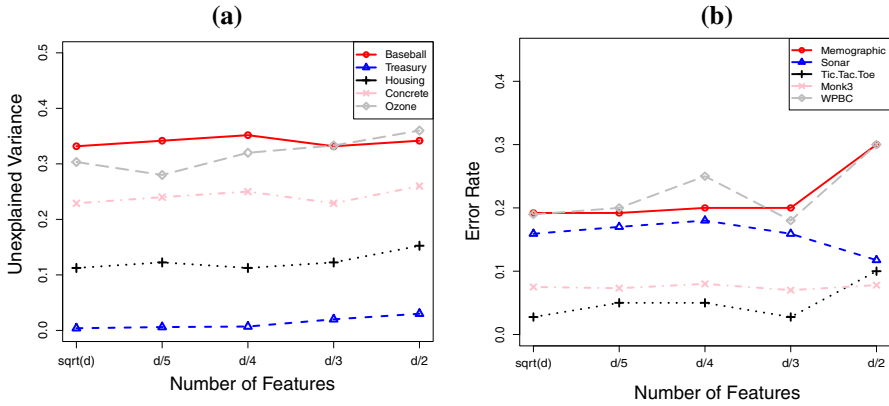 (a)
Unexplained Variance
0.5
0.4
0.3
0.2
0.1
0.0
Baseball
Treasury
Housing
Concrete
Ozone
sqrt(d) d/5 d/4 d/3 d/2
Number of Features
(b)
Error Rate
0.4
0.3
0.2
0.1
0.0
Memographic
Sonar
Tic.Tac.Toe
Monk3
WPBC
sqrt(d) d/5 d/4 d/3 d/2
Number of Features